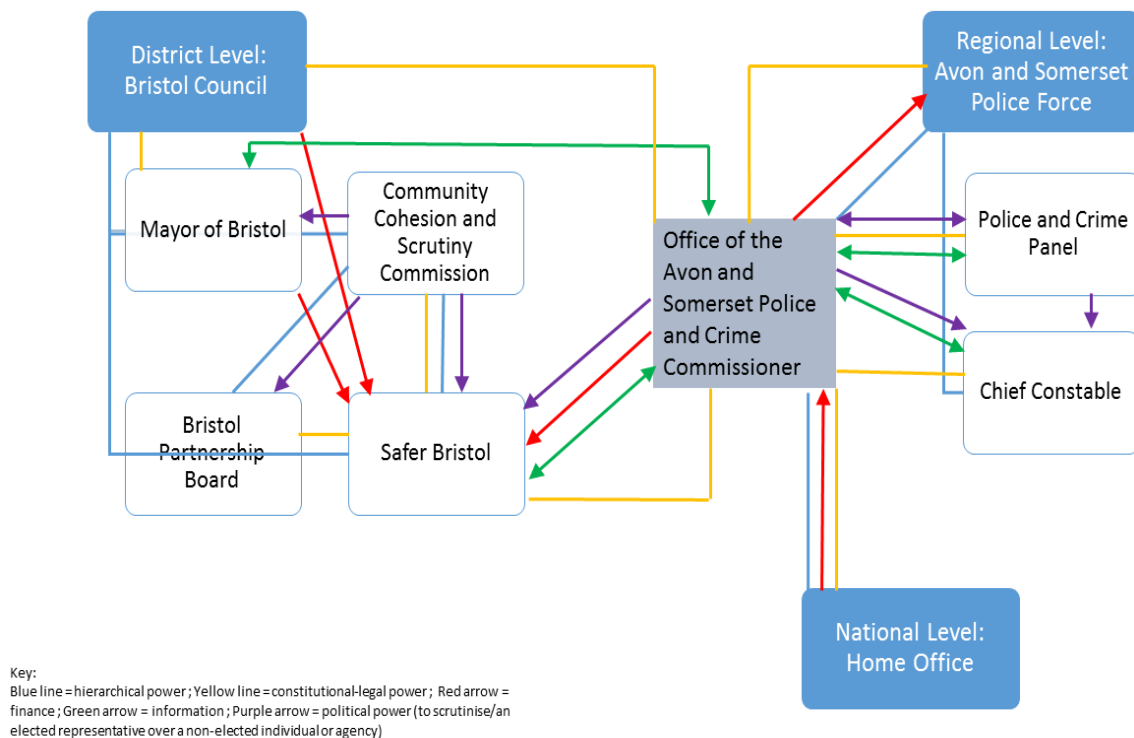 District Level:
Bristol Council
Regional Level:
Avon and Somerset
Police Force
Mayor of Bristol
Community
Cohesion and
Scrutiny
Commission
Office of the
Avon and
Somerset Police
and Crime
Commissioner
Police and Crime
Panel
Chief Constable
Bristol
Partnership
Board
Safer Bristol
National Level:
Home Office
Key:
Blue line = hierarchical power ; Yellow line = constitutional-legal power ; Red arrow =
finance ; Green arrow = information ; Purple arrow = political power (to scrutinise/an
elected representative over a non-elected individual or agency)